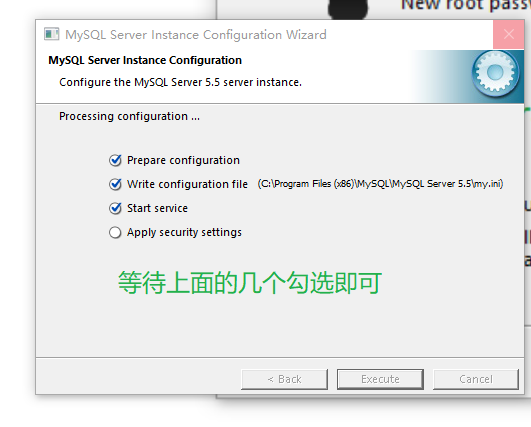 New root passw
MySQL Server Instance Configuration Wizard
MySQL Server Instance Configuration
Configure the MySQL Server 5.5 server instance.
Processing configuration ...
Prepare configuration
Write configuration file (C:\Program Files (x86)\MySQL\MySQL Server 5.5\my.ini)
Start service
Apply security settings
等待上面的几个勾选即可
< Back
Execute
Cancel